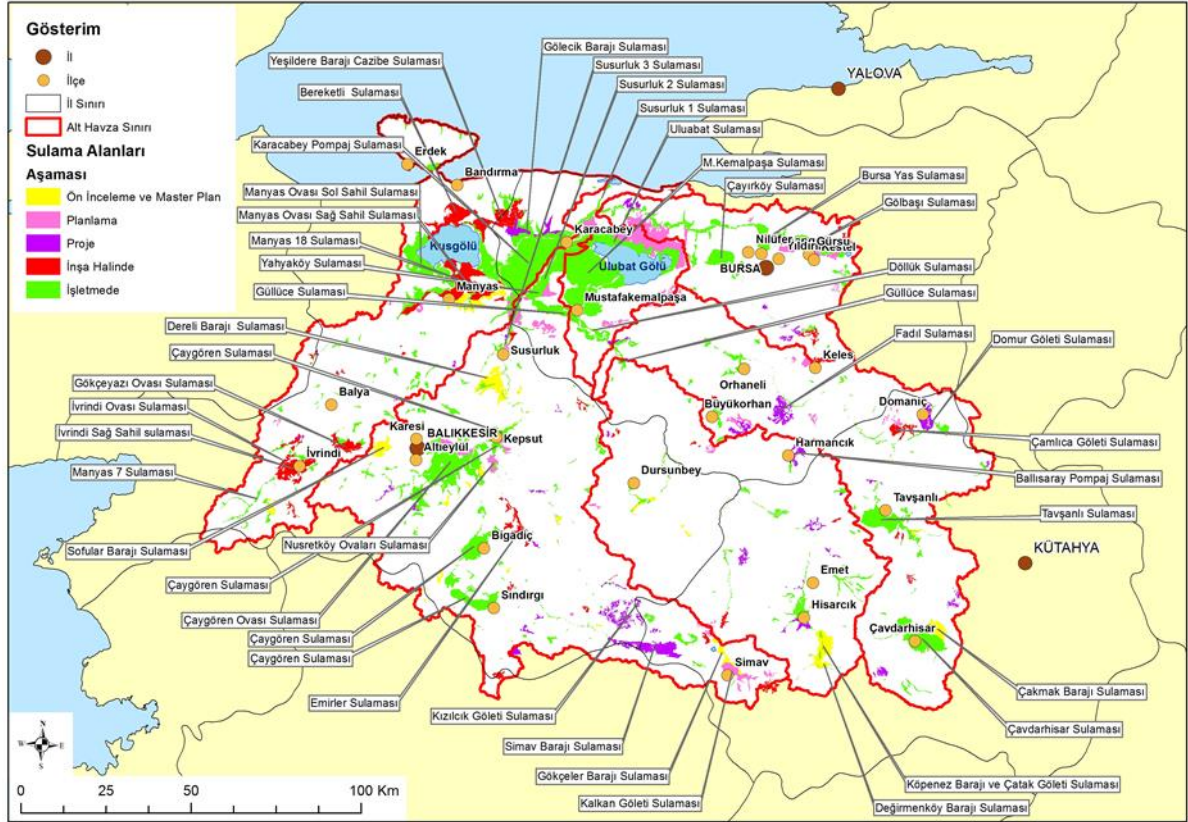 Gösterim
İl
İlçe
İl Sınırı
Alt Havza Sınırı
Sulama Alanları
Aşaması
Ön İnceleme ve Master Plan
Planlama
Proje
İnşa Halinde
İşletmede
Gölecik Barajı Sulaması
Yeşildere Barajı Cazibe Sulaması
Susurluk 3 Sulaması
Susurluk 2 Sulaması
Bereketli Sulaması
Susurluk 1 Sulaması
Uluabat Sulaması
Karacabey Pompaj Sulaması
M.Kemalpaşa Sulaması
Manyas Ovası Sol Sahil Sulaması
Çayırköy Sulaması
Bursa Yas Sulaması
Manyas Ovası Sağ Sahil Sulaması
Gölbaşı Sulaması
Manyas 18 Sulaması
Yahyaköy Sulaması
Döllük Sulaması
Güllüce Sulaması
Güllüce Sulaması
Dereli Barajı Sulaması
Fadıl Sulaması
Domur Göleti Sulaması
Çaygören Sulaması
Gökçeyazı Ovası Sulaması
İvrindi Ovası Sulaması
İvrindi Sağ Sahil sulaması
Çamlıca Göleti Sulaması
Manyas 7 Sulaması
Ballısaray Pompaj Sulaması
Tavşanlı Sulaması
Sofular Barajı Sulaması
Nusretköy Ovaları Sulaması
Çaygören Sulaması
Çaygören Ovası Sulaması
Çaygören Sulaması
Çaygören Sulaması
Emirler Sulaması
Kızılcık Göleti Sulaması
Simav Barajı Sulaması
Gökçeler Barajı Sulaması
Kalkan Göleti Sulaması
Çakmak Barajı Sulaması
Çavdarhisar Sulaması
Köpenez Barajı ve Çatak Göleti Sulaması
Değirmenköy Barajı Sulaması
YALOVA
Erdek
Bandırma
Karacabey
Kuşgölü
Ulubat Gölü
Nilüfer
Gürsu
Kestel
BURSA
Manyas
Mustafakemalpaşa
Susurluk
Keles
Orhaneli
Büyükorhan
Domaniç
Balya
Karesi
BALIKKESİR
Altıeylül
Kepsut
İvrindi
Harmancık
Dursunbey
Tavşanlı
Bigadiç
KÜTAHYA
Emet
Hisarcık
Sındırgı
Çavdarhisar
Simav
N
W
E
S
0
25
50
100 Km